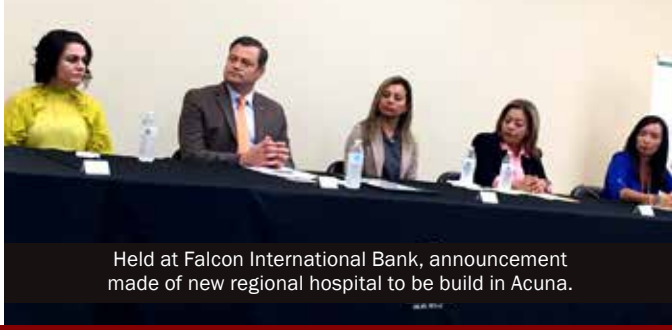 Held at Falcon International Bank, announcement
made of new regional hospital to be build in Acuna.